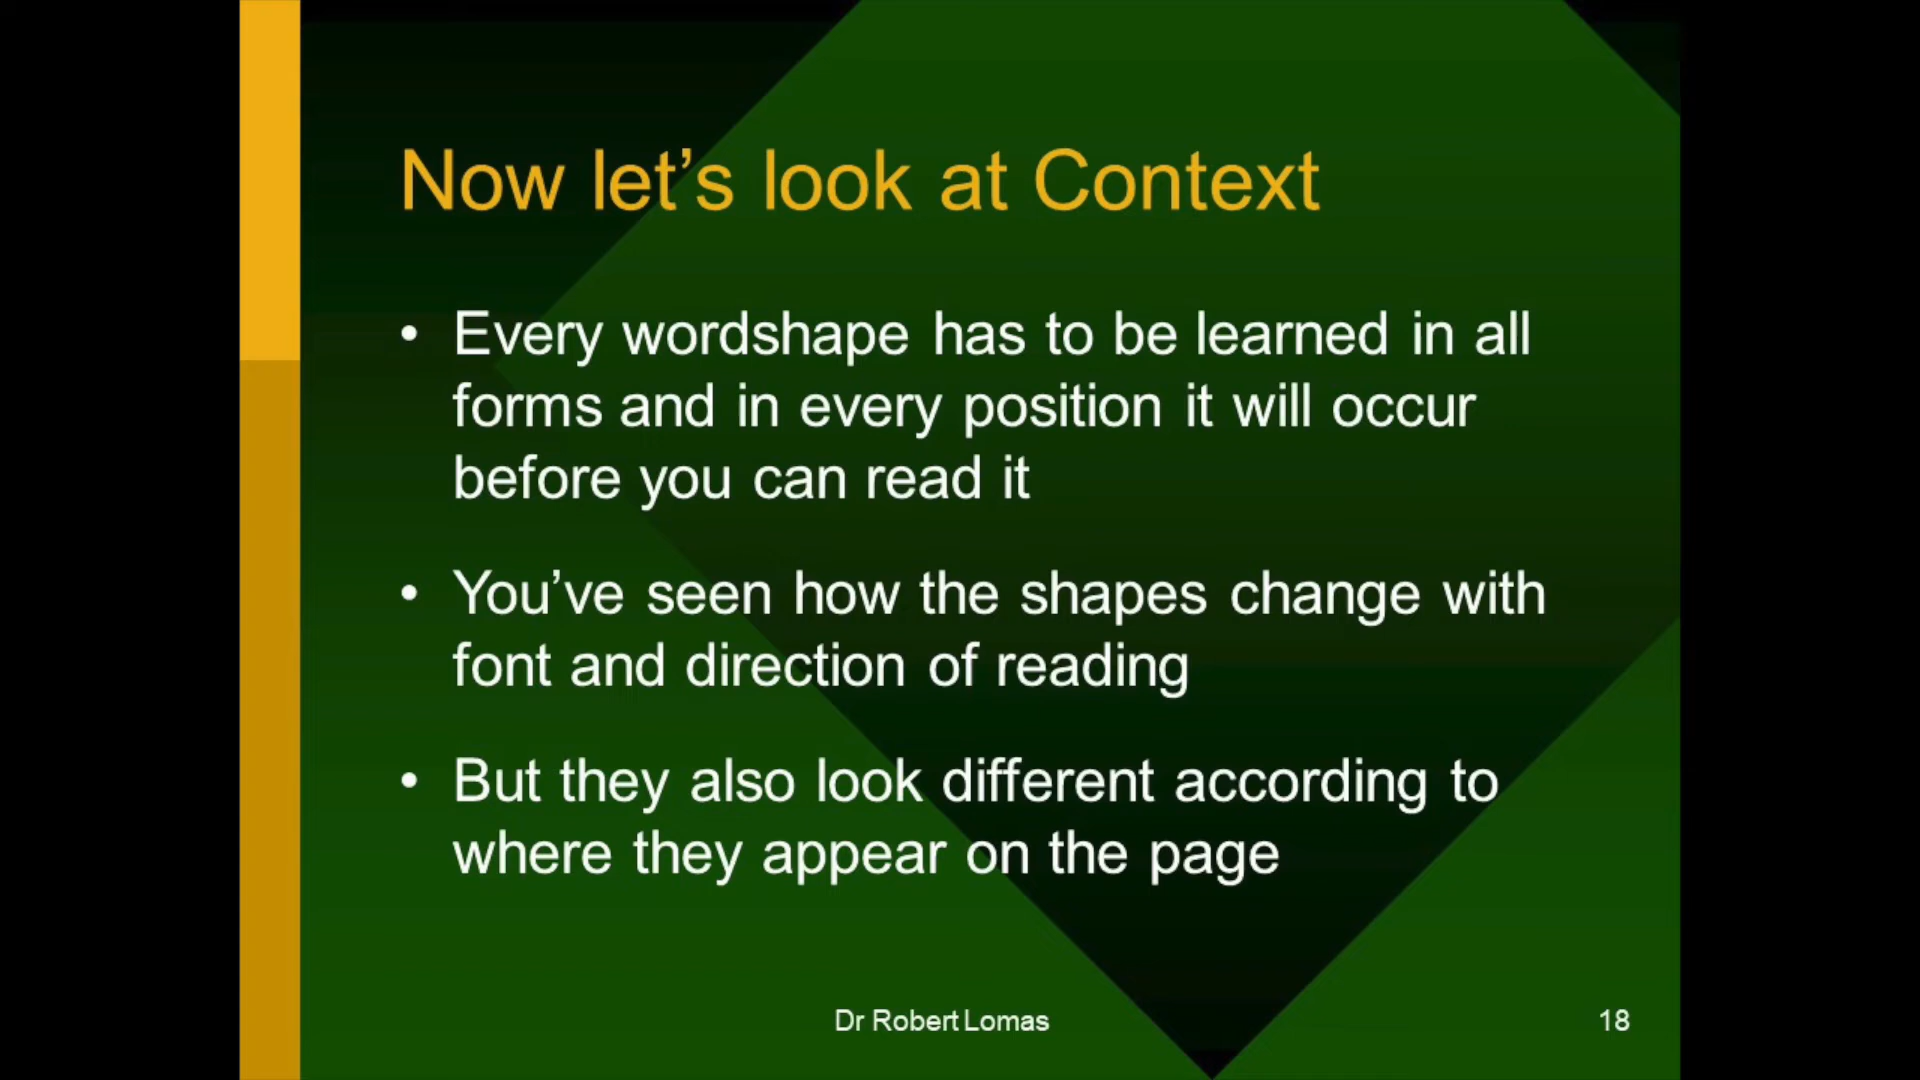 Now let’s look at Context
• Every wordshape has to be learned in all
forms and in every position it will occur
before you can read it
• You’ve seen how the shapes change with
font and direction of reading
• But they also look different according to
where they appear on the page
Dr Robert Lomas
18